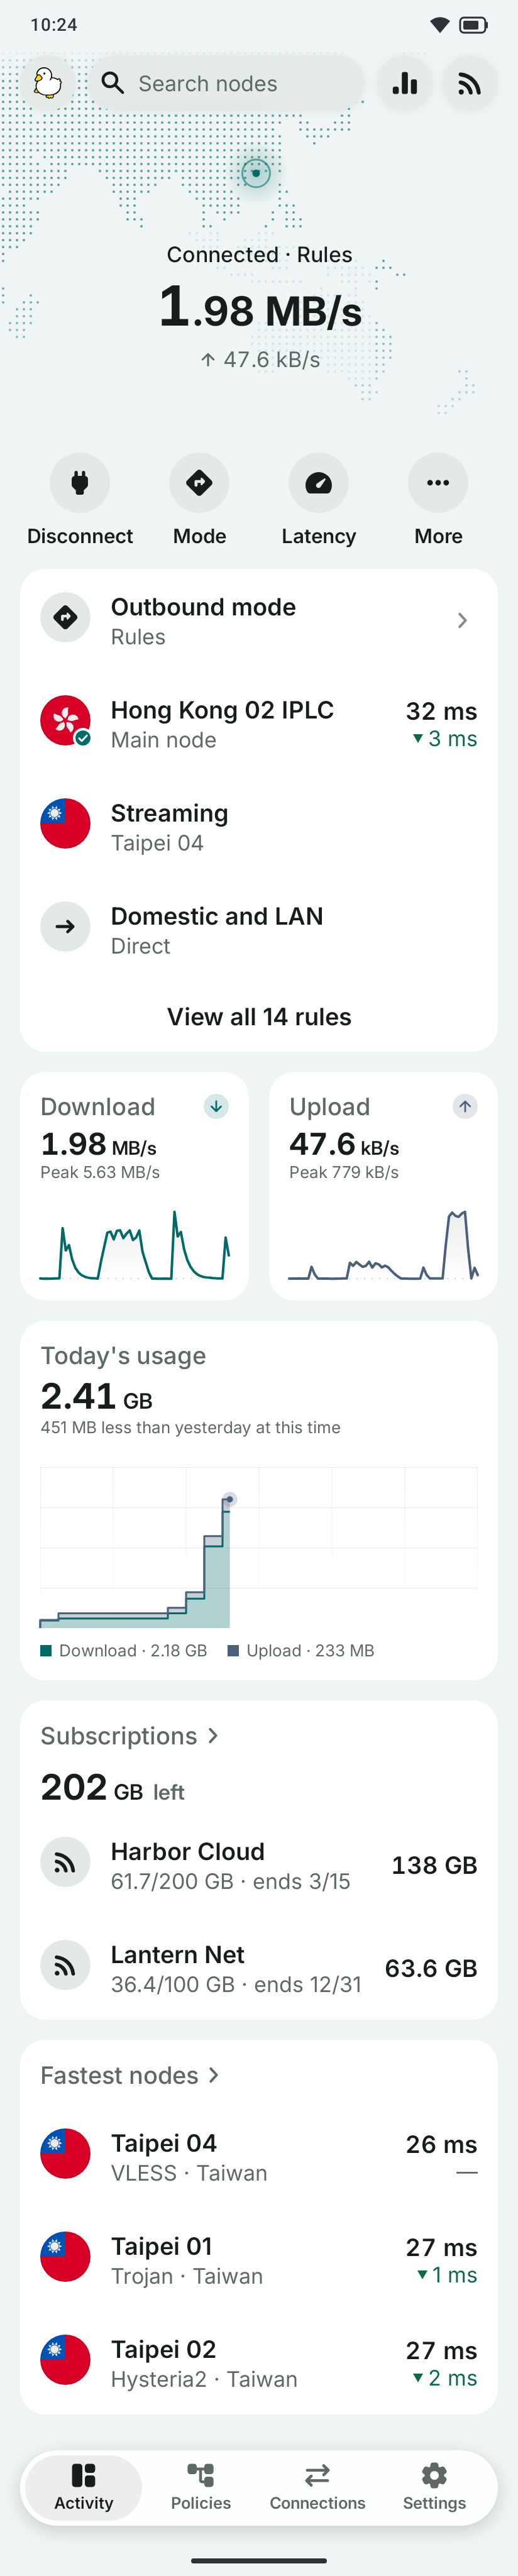 10:24
Search nodes
Connected · Rules
1.98 MB/s
↑ 47.6 kB/s
Disconnect
Mode
Latency
More
Outbound mode
Rules
Hong Kong 02 IPLC
32 ms
Main node
▼3 ms
Streaming
Taipei 04
Domestic and LAN
Direct
View all 14 rules
Download
1.98 MB/s
Peak 5.63 MB/s
Upload
47.6 kB/s
Peak 779 kB/s
Today's usage
2.41 GB
451 MB less than yesterday at this time
Download · 2.18 GB
Upload · 233 MB
Subscriptions
202 GB left
Harbor Cloud
138 GB
61.7/200 GB · ends 3/15
Lantern Net
63.6 GB
36.4/100 GB · ends 12/31
Fastest nodes
Taipei 04
26 ms
VLESS · Taiwan
—
Taipei 01
27 ms
Trojan · Taiwan
▼1 ms
Taipei 02
27 ms
Hysteria2 · Taiwan
▼2 ms
Activity
Policies
Connections
Settings